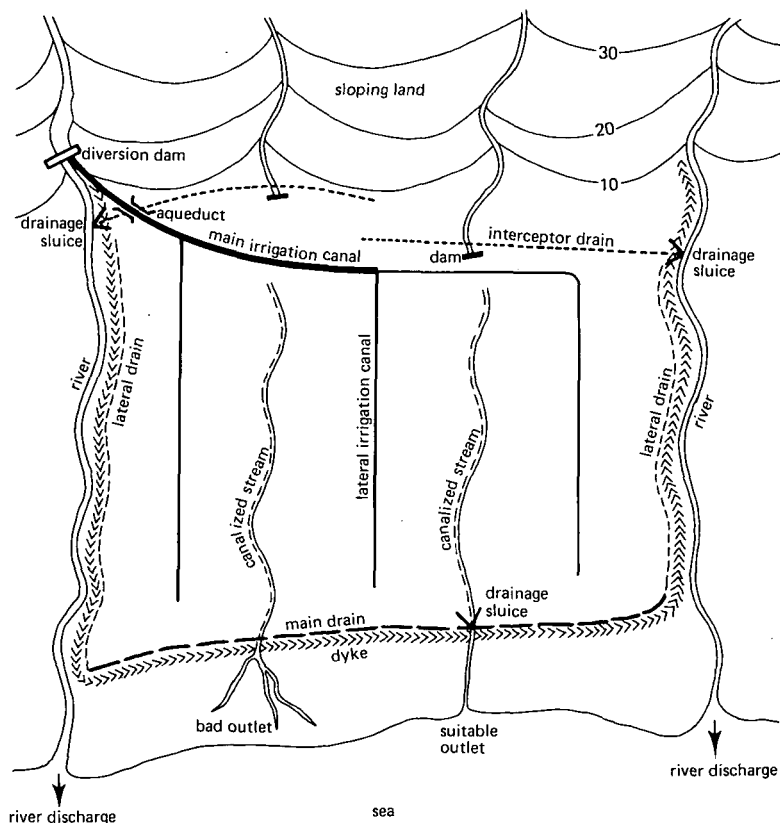 30
sloping land
20
diversion dam
10
aqueduct
drainage
sluice
main irrigation canal
interceptor drain
dam
drainage
sluice
river
lateral drain
canalized stream
lateral irrigation canal
canalized stream
lateral drain
river
drainage
sluice
main drain
dyke
bad outlet
suitable
outlet
river discharge
sea
river discharge